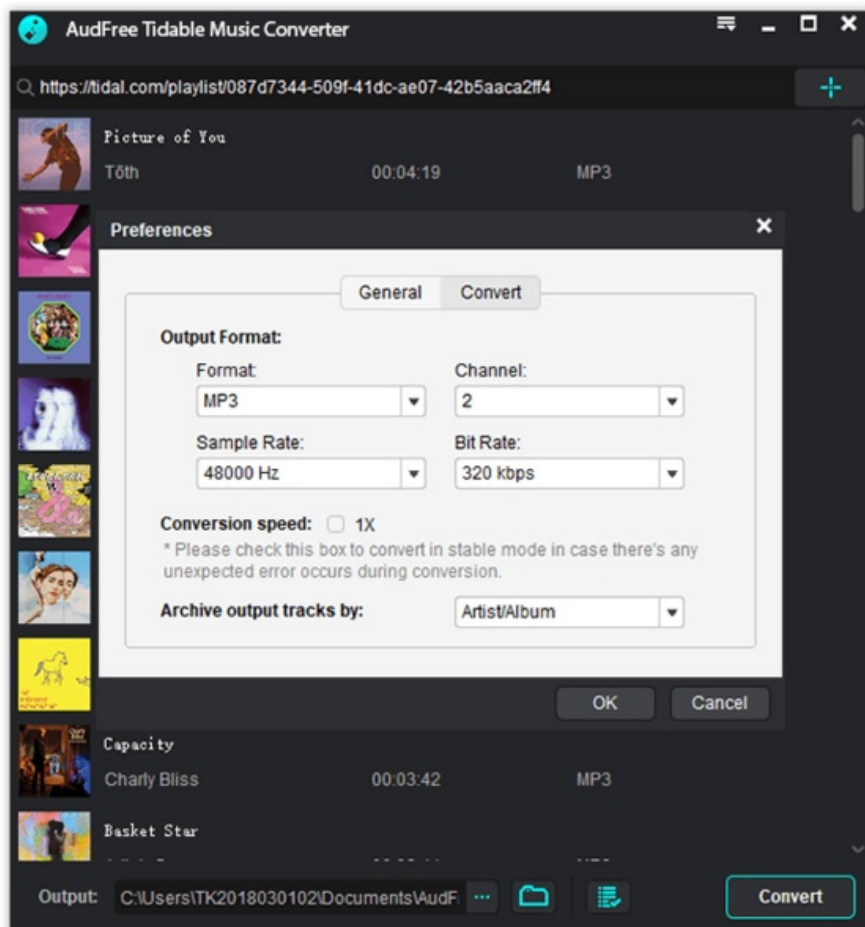 AudFree Tidable Music Converter
https://tidal.com/playlist/087d7344-509f-41dc-ae07-42b5aaca2ff4
Picture of You
Tōth 00:04:19 MP3
Preferences
General Convert
Output Format:
Format: Channel:
MP3 2
Sample Rate: Bit Rate:
48000 Hz 320 kbps
Conversion speed: 1X
* Please check this box to convert in stable mode in case there's any
unexpected error occurs during conversion.
Archive output tracks by: Artist/Album
OK Cancel
Capacity
Charly Bliss 00:03:42 MP3
Basket Star
Output: C:\Users\TK2018030102\Documents\AudF ... Convert